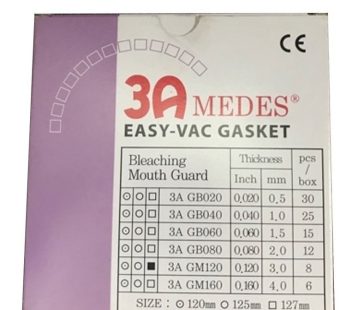 CE
3A MEDES®
EASY-VAC GASKET
Bleaching Mouth Guard Thickness pcs / box
Inch mm
⊙ ⊙ □ 3A GB020 0.020 0.5 30
⊙ ⊙ □ 3A GB040 0.040 1.0 25
⊙ ⊙ □ 3A GB060 0.060 1.5 15
⊙ ⊙ □ 3A GB080 0.080 2.0 12
⊙ ⊙ ■ 3A GM120 0.120 3.0 8
⊙ ⊙ □ 3A GM160 0.160 4.0 6
SIZE : ⊙ 120mm ⊙ 125mm □ 127mm